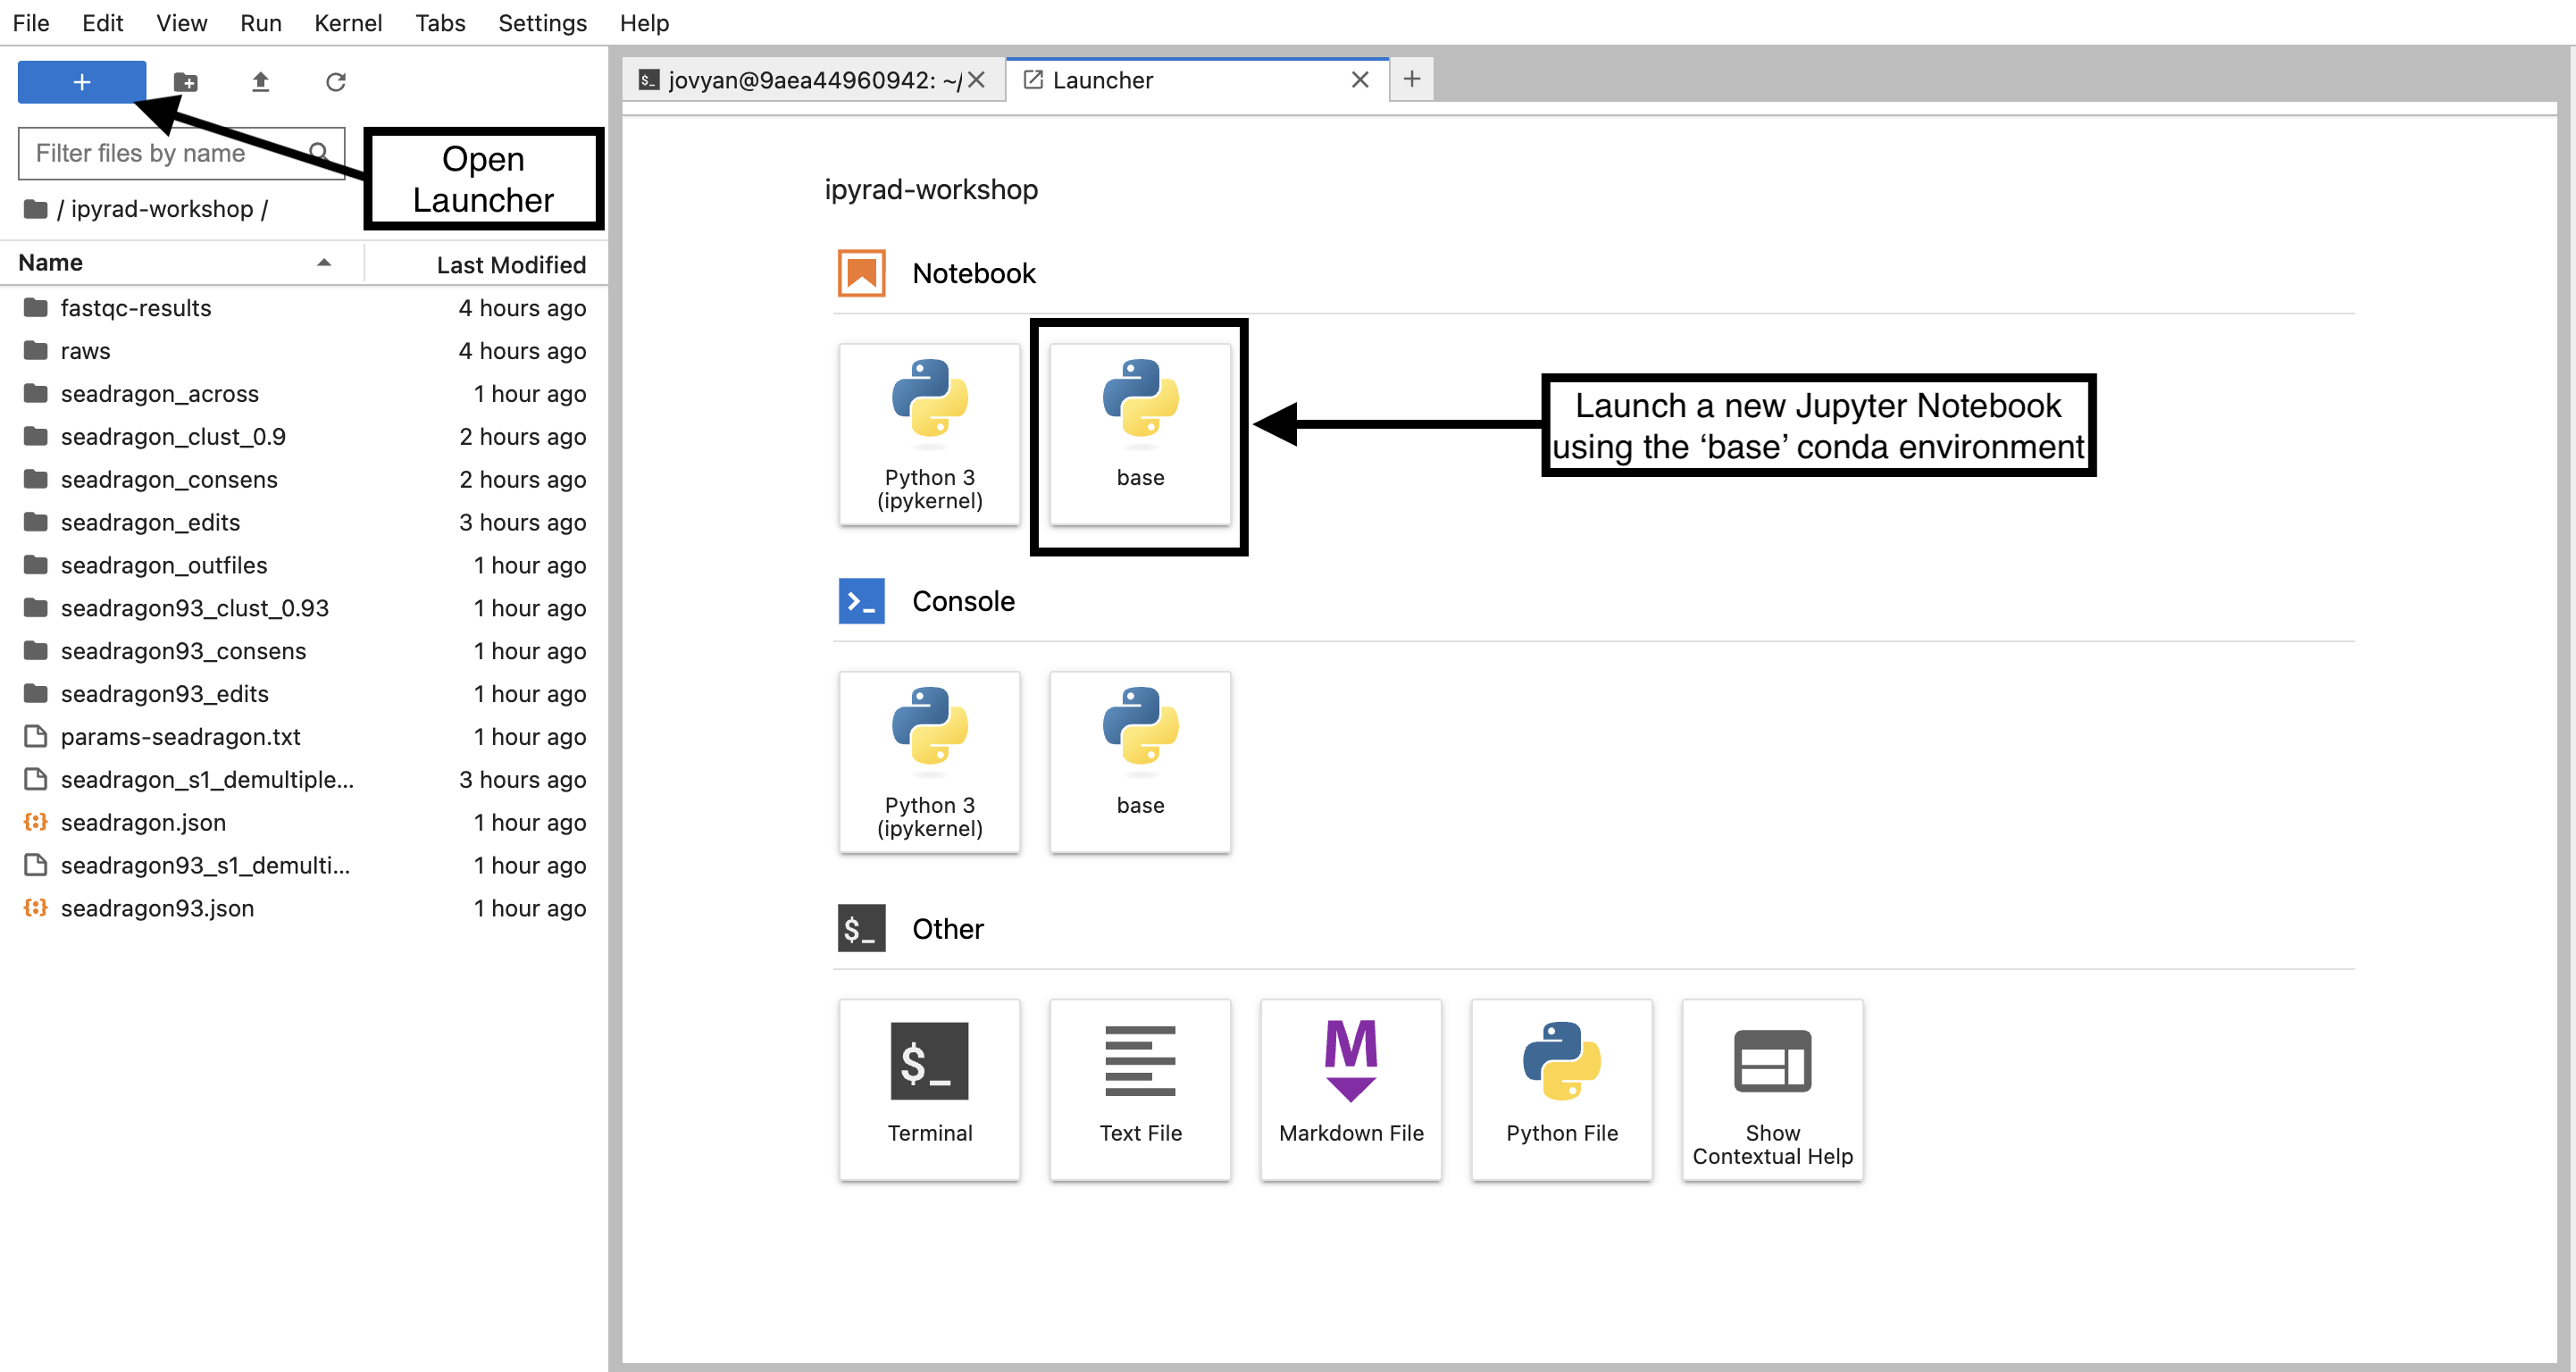 File Edit View Run Kernel Tabs Settings Help
+
Filter files by name
/ ipyrad-workshop /
Open
Launcher
Name Last Modified
fastqc-results 4 hours ago
raws 4 hours ago
seadragon_across 1 hour ago
seadragon_clust_0.9 2 hours ago
seadragon_consens 2 hours ago
seadragon_edits 3 hours ago
seadragon_outfiles 1 hour ago
seadragon93_clust_0.93 1 hour ago
seadragon93_consens 1 hour ago
seadragon93_edits 1 hour ago
params-seadragon.txt 1 hour ago
seadragon_s1_demultiple... 3 hours ago
seadragon.json 1 hour ago
seadragon93_s1_demulti... 1 hour ago
seadragon93.json 1 hour ago
$_ jovyan@9aea44960942: ~/ Launcher +
ipyrad-workshop
Notebook
Python 3
(ipykernel)
base
Launch a new Jupyter Notebook
using the ‘base’ conda environment
>_ Console
Python 3
(ipykernel)
base
$_ Other
$_
Terminal
Text File
M
Markdown File
Python File
Show
Contextual Help